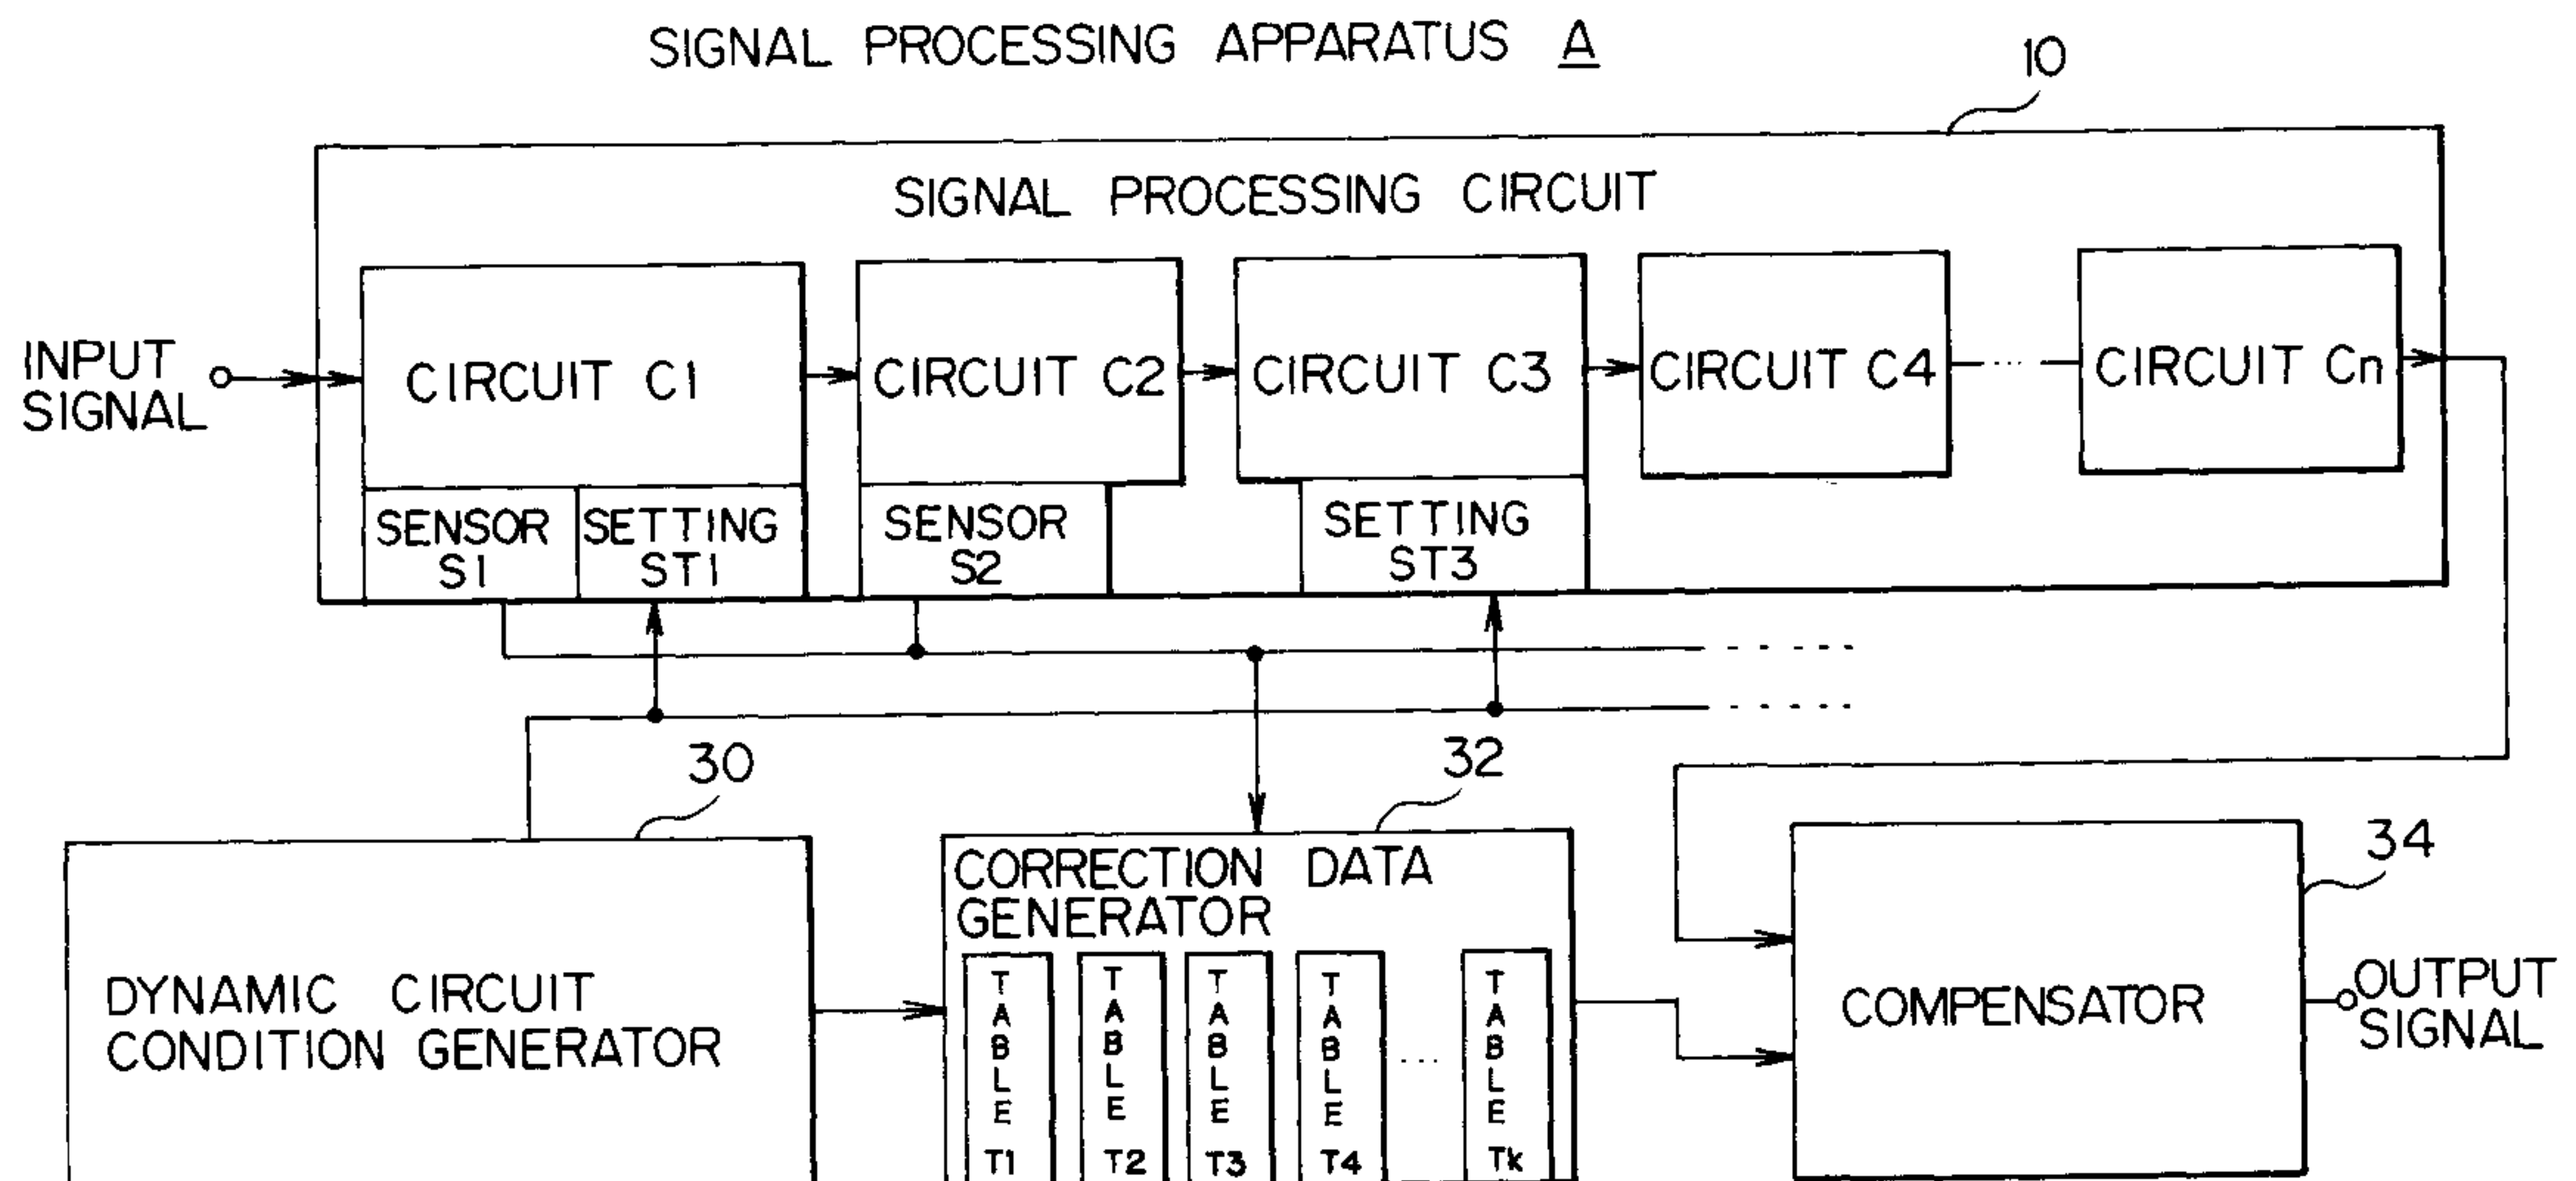 SIGNAL PROCESSING APPARATUS A
10
SIGNAL PROCESSING CIRCUIT
INPUT
SIGNAL
CIRCUIT C1
CIRCUIT C2
CIRCUIT C3
CIRCUIT C4
CIRCUIT Cn
SENSOR
S1
SETTING
ST1
SENSOR
S2
SETTING
ST3
30
32
34
DYNAMIC CIRCUIT
CONDITION GENERATOR
CORRECTION DATA
GENERATOR
TABLE T1
TABLE T2
TABLE T3
TABLE T4
TABLE Tk
COMPENSATOR
OUTPUT
SIGNAL